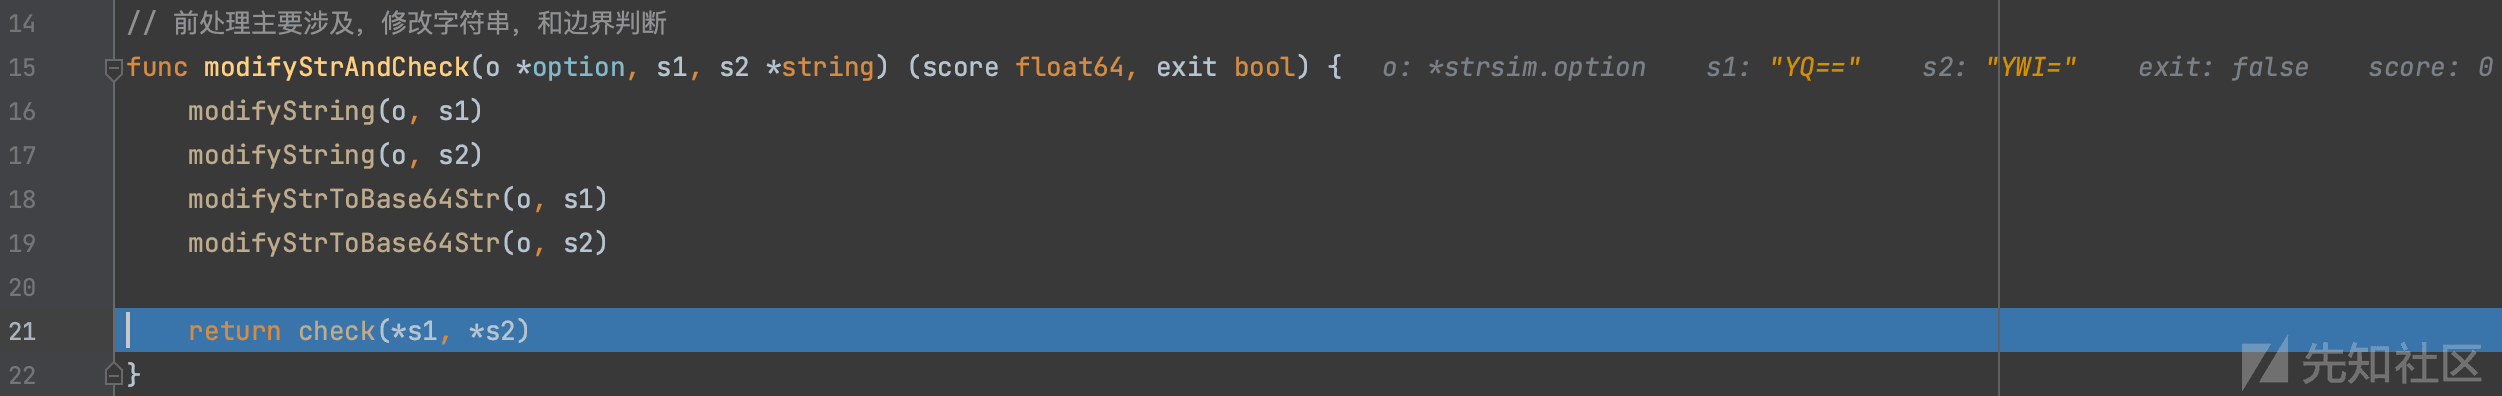 14 // 前处理主要涉及，修改字符串，和边界判断
15 func modifyStrAndCheck(o *option, s1, s2 *string) (score float64, exit bool) { o: *strsim.option s1: "YQ==" s2: "YWI=" exit: false score: 0
16 modifyString(o, s1)
17 modifyString(o, s2)
18 modifyStrToBase64Str(o, s1)
19 modifyStrToBase64Str(o, s2)
20
21 return check(*s1, *s2)
22 }
先知社区